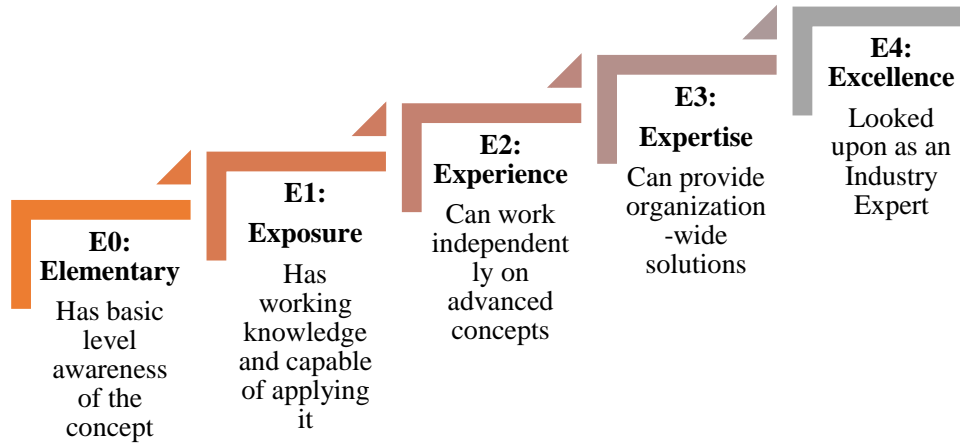 E0:
Elementary
Has basic
level
awareness
of the
concept
E1:
Exposure
Has
working
knowledge
and capable
of applying
it
E2:
Experience
Can work
independent
ly on
advanced
concepts
E3:
Expertise
Can provide
organization
-wide
solutions
E4:
Excellence
Looked
upon as an
Industry
Expert